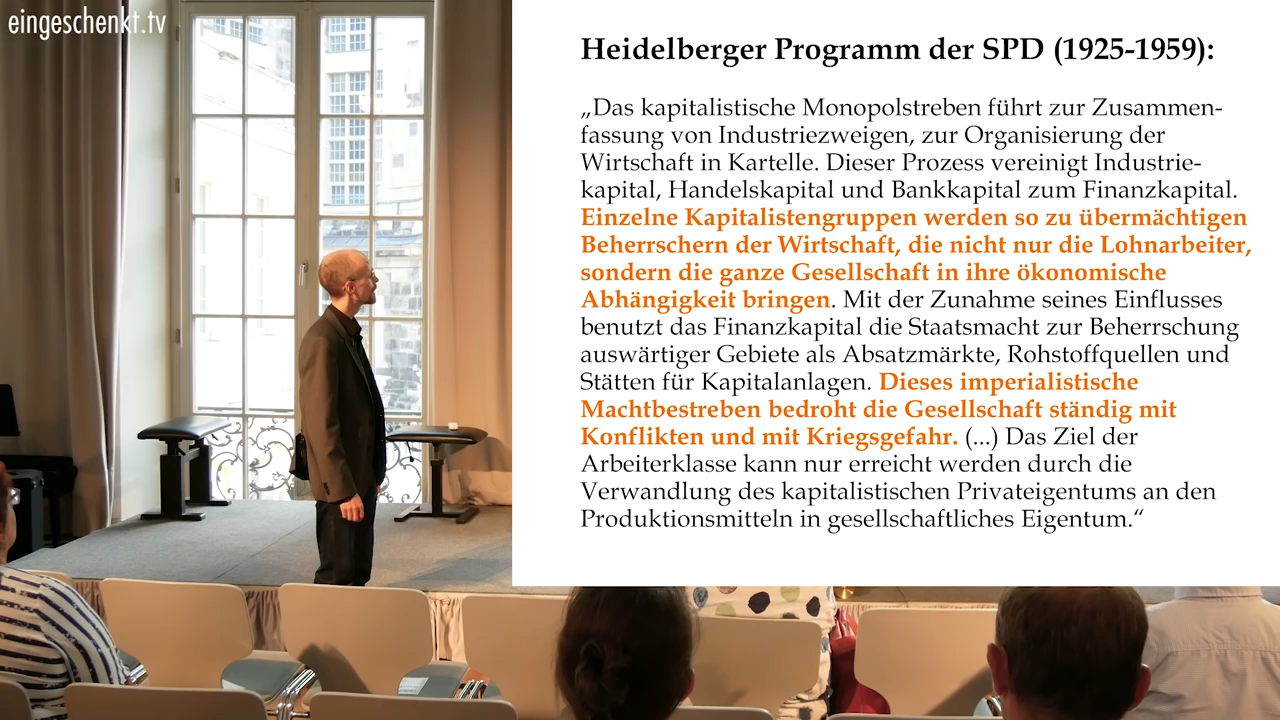 eingeschenkt.tv
Heidelberger Programm der SPD (1925-1959):
„Das kapitalistische Monopolstreben führt zur Zusammen-
fassung von Industriezweigen, zur Organisierung der
Wirtschaft in Kartelle. Dieser Prozess vereinigt Industrie-
kapital, Handelskapital und Bankkapital zum Finanzkapital.
Einzelne Kapitalistengruppen werden so zu übermächtigen
Beherrschern der Wirtschaft, die nicht nur die Lohnarbeiter,
sondern die ganze Gesellschaft in ihre ökonomische
Abhängigkeit bringen. Mit der Zunahme seines Einflusses
benutzt das Finanzkapital die Staatsmacht zur Beherrschung
auswärtiger Gebiete als Absatzmärkte, Rohstoffquellen und
Stätten für Kapitalanlagen. Dieses imperialistische
Machtbestreben bedroht die Gesellschaft ständig mit
Konflikten und mit Kriegsgefahr. (...) Das Ziel der
Arbeiterklasse kann nur erreicht werden durch die
Verwandlung des kapitalistischen Privateigentums an den
Produktionsmitteln in gesellschaftliches Eigentum.“